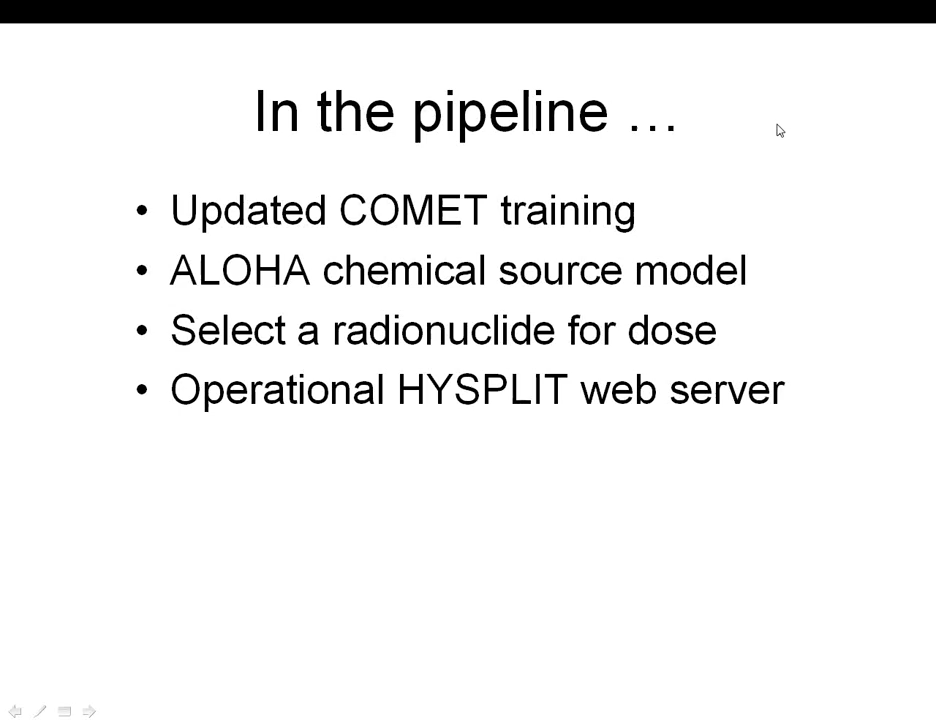 In the pipeline …
• Updated COMET training
• ALOHA chemical source model
• Select a radionuclide for dose
• Operational HYSPLIT web server